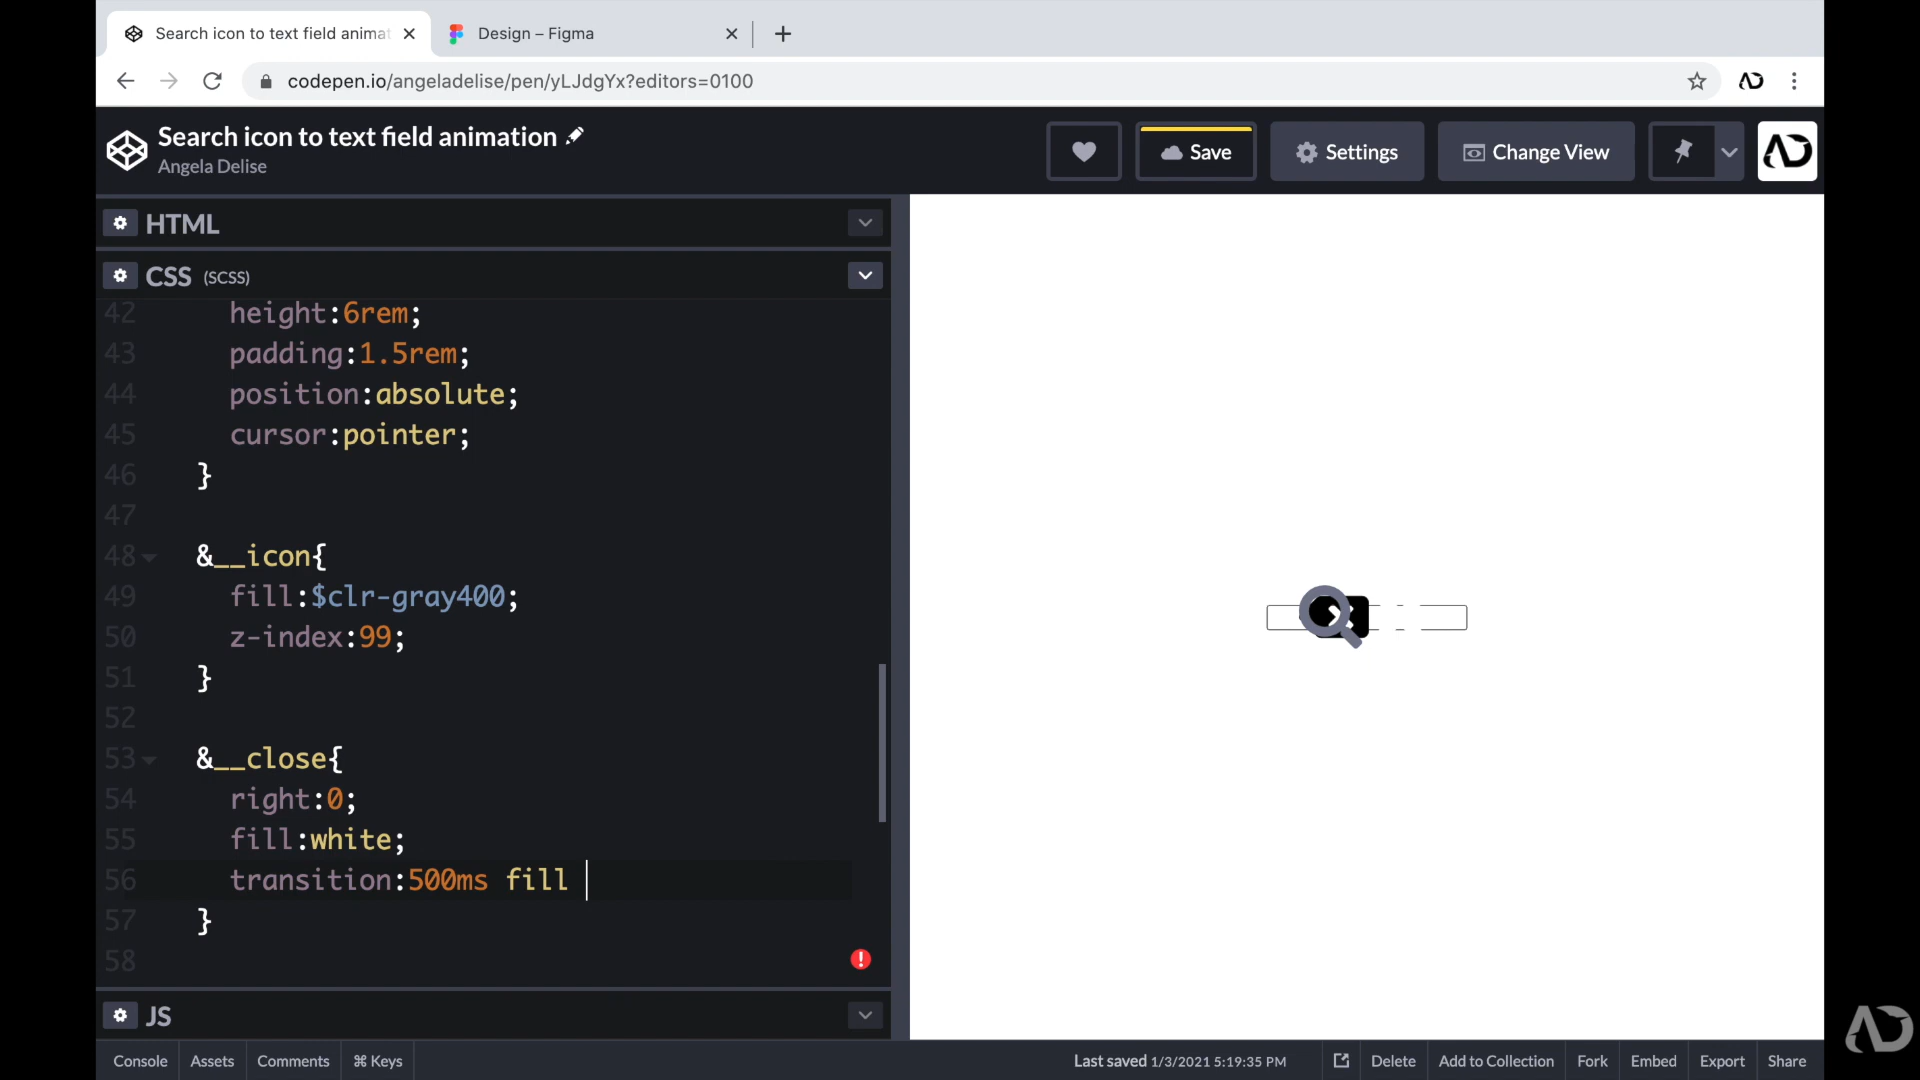 Search icon to text field animat
Design – Figma
codepen.io/angeladelise/pen/yLJdgYx?editors=0100
Search icon to text field animation
Angela Delise
Save
Settings
Change View
HTML
CSS (SCSS)
42 height:6rem;
43 padding:1.5rem;
44 position:absolute;
45 cursor:pointer;
46 }
47
48 &__icon{
49 fill:$clr-gray400;
50 z-index:99;
51 }
52
53 &__close{
54 right:0;
55 fill:white;
56 transition:500ms fill
57 }
58
JS
Console Assets Comments ⌘ Keys
Last saved 1/3/2021 5:19:35 PM
Delete Add to Collection Fork Embed Export Share